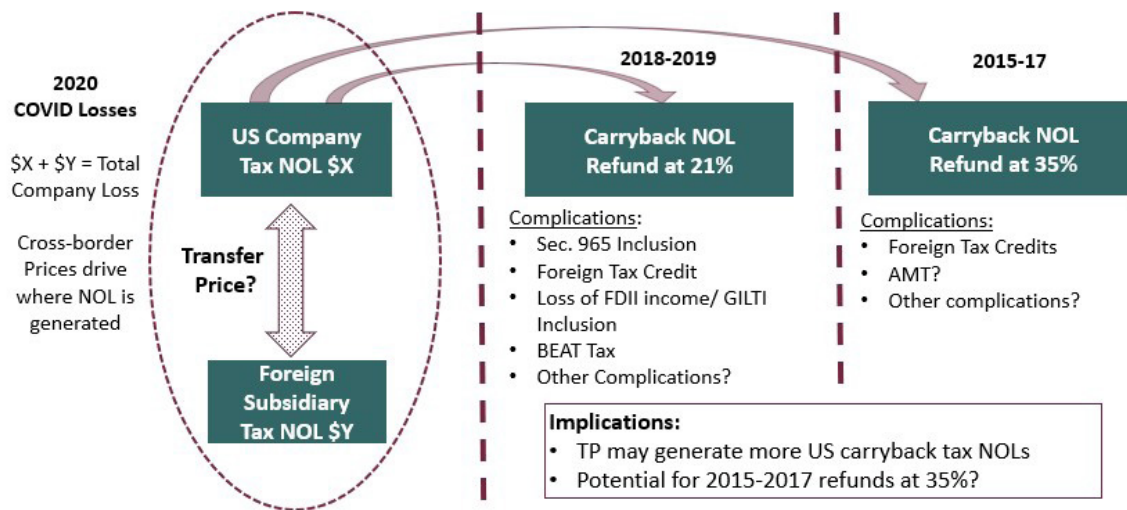 2020
COVID Losses
$X + $Y = Total
Company Loss
Cross-border
Prices drive
where NOL is
generated
US Company
Tax NOL $X
Transfer
Price?
Foreign
Subsidiary
Tax NOL $Y
2018-2019
Carryback NOL
Refund at 21%
Complications:
• Sec. 965 Inclusion
• Foreign Tax Credit
• Loss of FDII income/ GILTI
Inclusion
• BEAT Tax
• Other Complications?
2015-17
Carryback NOL
Refund at 35%
Complications:
• Foreign Tax Credits
• AMT?
• Other complications?
Implications:
• TP may generate more US carryback tax NOLs
• Potential for 2015-2017 refunds at 35%?